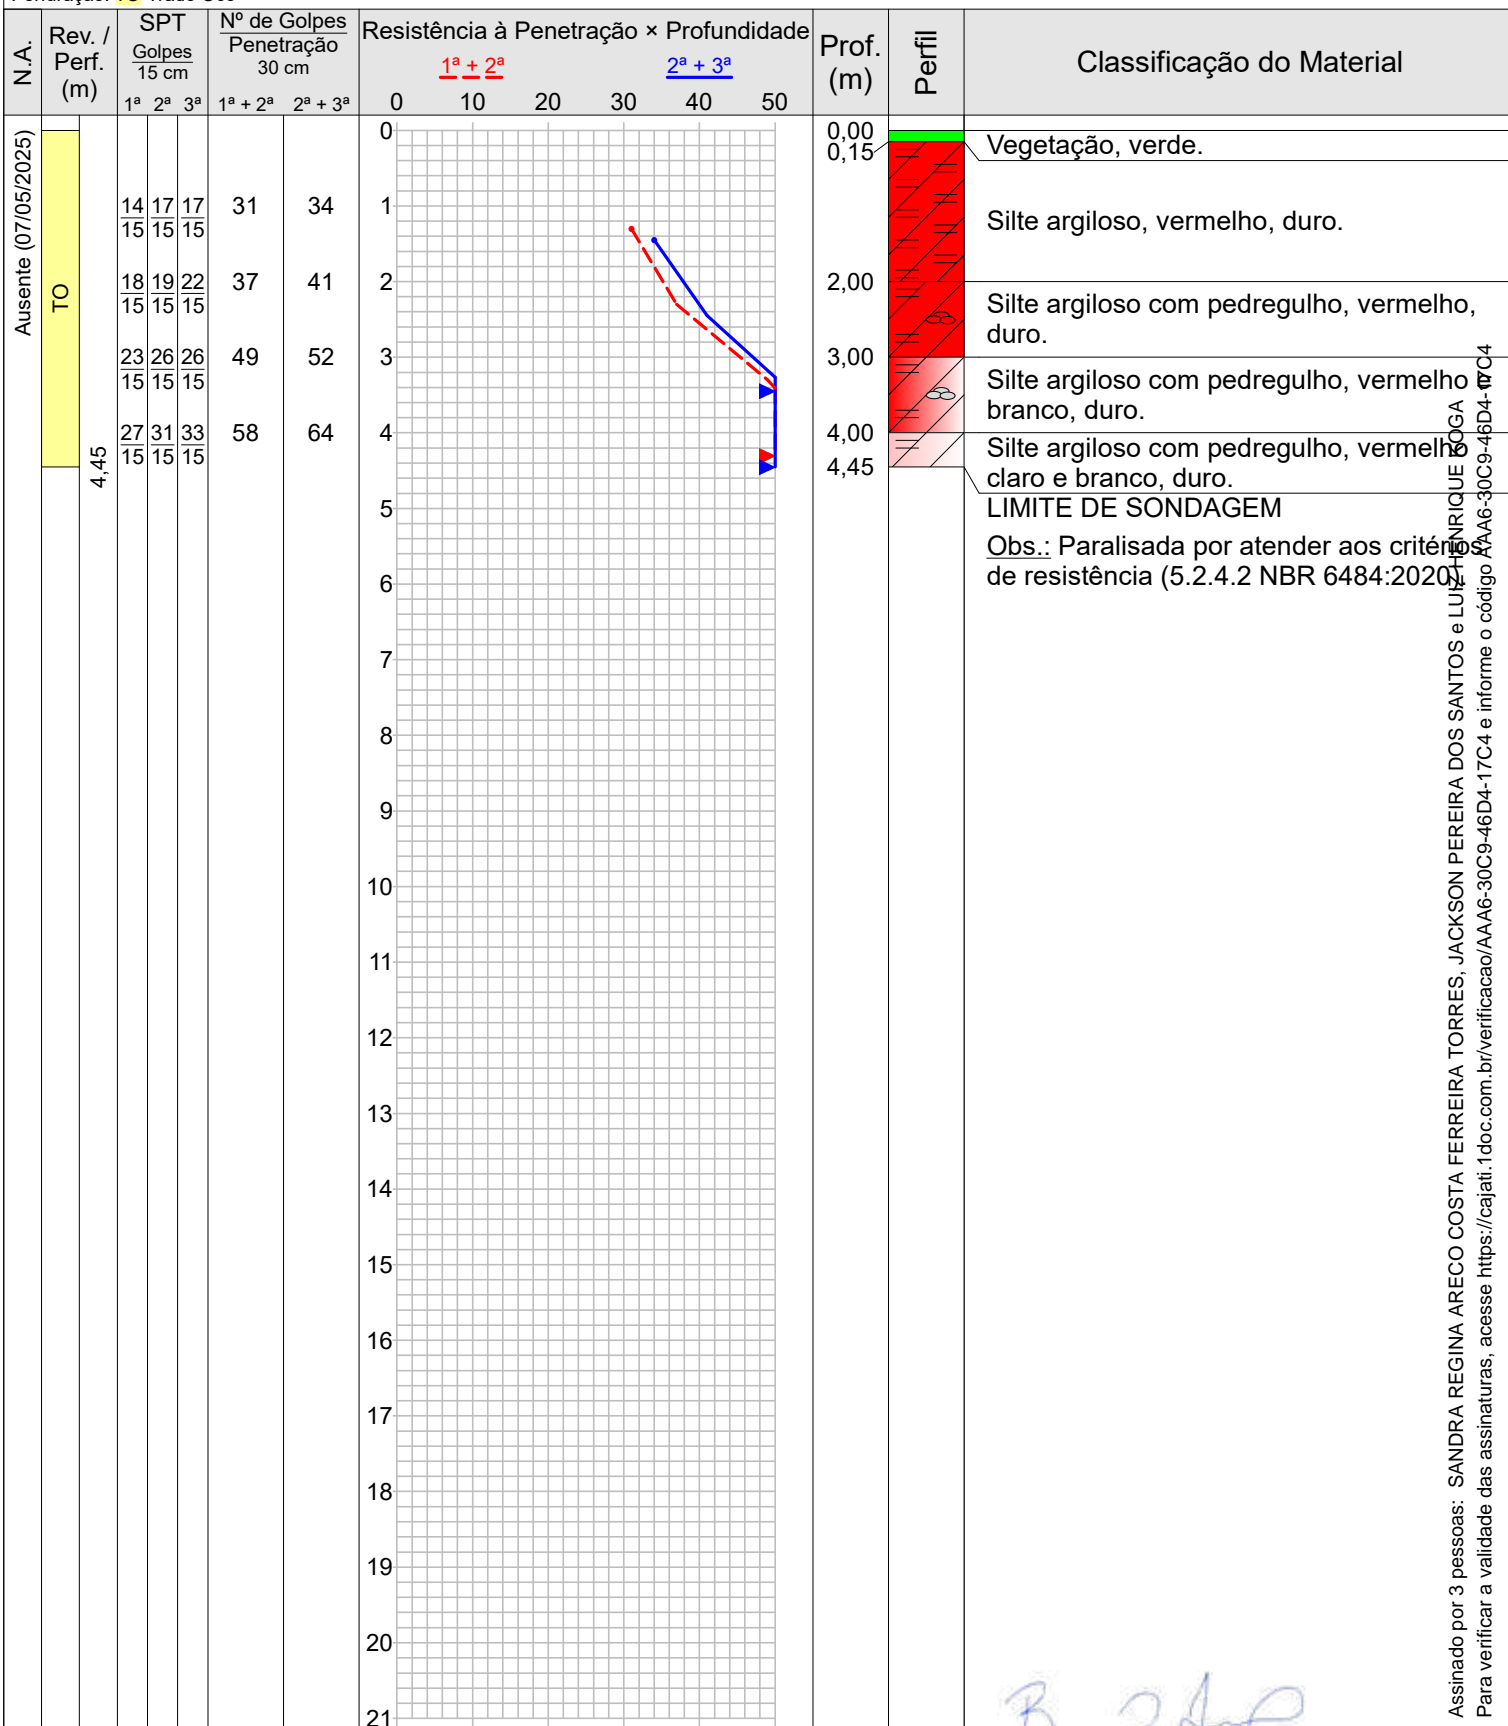 N.A.
Rev. /
Perf.
(m)
SPT
Golpes
15 cm
1ª 2ª 3ª
Nº de Golpes
Penetração
30 cm
1ª + 2ª 2ª + 3ª
Resistência à Penetração × Profundidade
1ª + 2ª 2ª + 3ª
0 10 20 30 40 50
Prof.
(m)
Perfil
Classificação do Material
Ausente (07/05/2025)
TO
4,45
14 17 17 31 34
15 15 15
18 19 22 37 41
15 15 15
23 26 26 49 52
15 15 15
27 31 33 58 64
15 15 15
0
1
2
3
4
5
6
7
8
9
10
11
12
13
14
15
16
17
18
19
20
21
0,00
0,15
2,00
3,00
4,00
4,45
Vegetação, verde.
Silte argiloso, vermelho, duro.
Silte argiloso com pedregulho, vermelho,
duro.
Silte argiloso com pedregulho, vermelho e
branco, duro.
Silte argiloso com pedregulho, vermelho
claro e branco, duro.
LIMITE DE SONDAGEM
Obs.: Paralisada por atender aos critérios
de resistência (5.2.4.2 NBR 6484:2020).
Assinado por 3 pessoas: SANDRA REGINA ARECO COSTA FERREIRA TORRES, JACKSON PEREIRA DOS SANTOS e LUIZ HENRIQUE KOGA
Para verificar a validade das assinaturas, acesse https://cajati.1doc.com.br/verificacao/AAA6-30C9-46D4-17C4 e informe o código AAA6-30C9-46D4-17C4